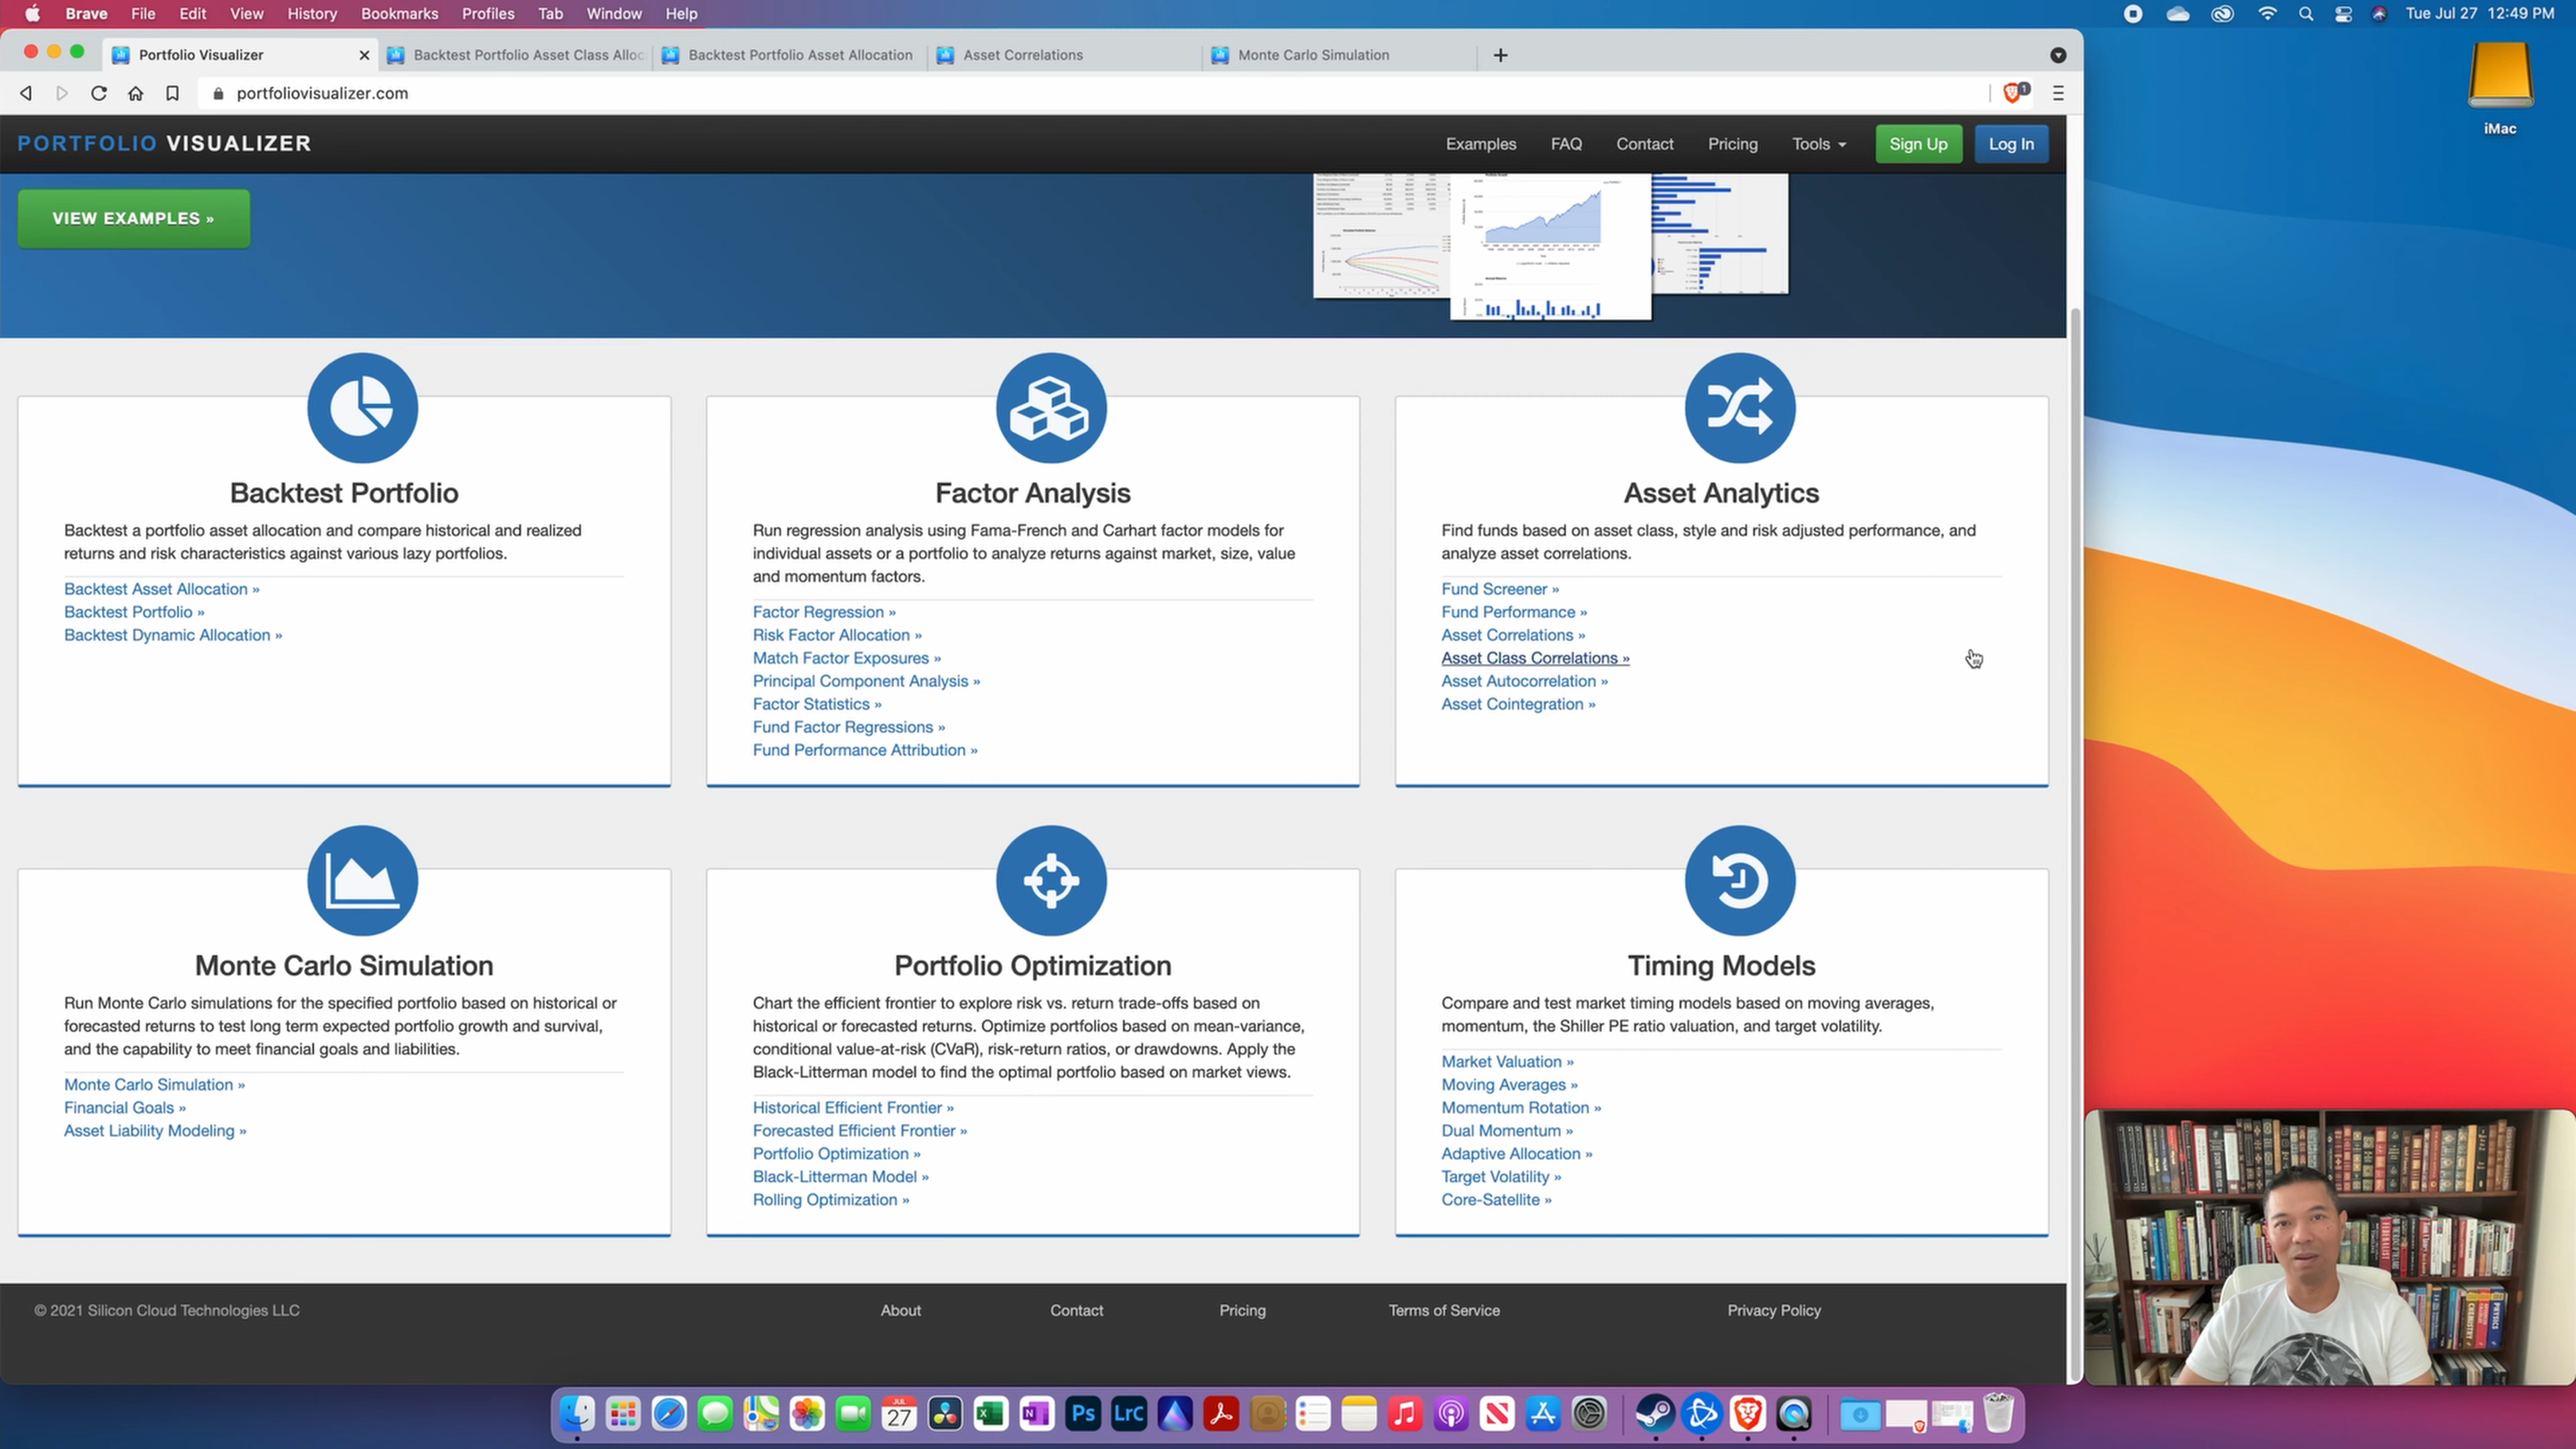 Brave File Edit View History Bookmarks Profiles Tab Window Help
Tue Jul 27 12:49 PM
Portfolio Visualizer
Backtest Portfolio Asset Class Alloc
Backtest Portfolio Asset Allocation
Asset Correlations
Monte Carlo Simulation
portfoliovisualizer.com
1
iMac
PORTFOLIO VISUALIZER
Examples FAQ Contact Pricing Tools Sign Up Log In
VIEW EXAMPLES »
Backtest Portfolio
Backtest a portfolio asset allocation and compare historical and realized
returns and risk characteristics against various lazy portfolios.
Backtest Asset Allocation »
Backtest Portfolio »
Backtest Dynamic Allocation »
Factor Analysis
Run regression analysis using Fama-French and Carhart factor models for
individual assets or a portfolio to analyze returns against market, size, value
and momentum factors.
Factor Regression »
Risk Factor Allocation »
Match Factor Exposures »
Principal Component Analysis »
Factor Statistics »
Fund Factor Regressions »
Fund Performance Attribution »
Asset Analytics
Find funds based on asset class, style and risk adjusted performance, and
analyze asset correlations.
Fund Screener »
Fund Performance »
Asset Correlations »
Asset Class Correlations »
Asset Autocorrelation »
Asset Cointegration »
Monte Carlo Simulation
Run Monte Carlo simulations for the specified portfolio based on historical or
forecasted returns to test long term expected portfolio growth and survival,
and the capability to meet financial goals and liabilities.
Monte Carlo Simulation »
Financial Goals »
Asset Liability Modeling »
Portfolio Optimization
Chart the efficient frontier to explore risk vs. return trade-offs based on
historical or forecasted returns. Optimize portfolios based on mean-variance,
conditional value-at-risk (CVaR), risk-return ratios, or drawdowns. Apply the
Black-Litterman model to find the optimal portfolio based on market views.
Historical Efficient Frontier »
Forecasted Efficient Frontier »
Portfolio Optimization »
Black-Litterman Model »
Rolling Optimization »
Timing Models
Compare and test market timing models based on moving averages,
momentum, the Shiller PE ratio valuation, and target volatility.
Market Valuation »
Moving Averages »
Momentum Rotation »
Dual Momentum »
Adaptive Allocation »
Target Volatility »
Core-Satellite »
© 2021 Silicon Cloud Technologies LLC
About Contact Pricing Terms of Service Privacy Policy
JUL
27
Ps
LrC
CHEMISTRY
PHYSICS